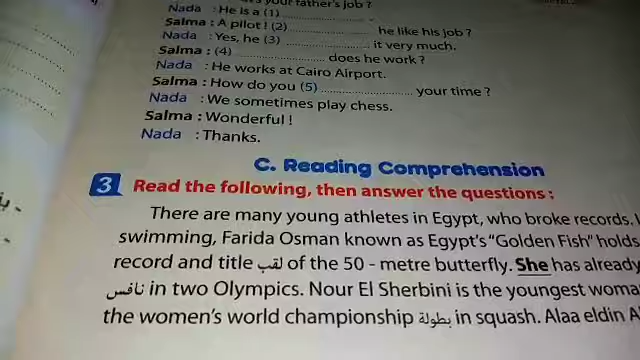 your father's job ?
Nada : He is a (1) ....................
Salma : A pilot ! (2) .................... he like his job ?
Nada : Yes, he (3) .................... it very much.
Salma : (4) .................... does he work ?
Nada : He works at Cairo Airport.
Salma : How do you (5) .................... your time ?
Nada : We sometimes play chess.
Salma : Wonderful !
Nada : Thanks.
C. Reading Comprehension
3 Read the following, then answer the questions :
There are many young athletes in Egypt, who broke records.
swimming, Farida Osman known as Egypt's "Golden Fish" holds
record and title لقب of the 50 - metre butterfly. She has already
نافس in two Olympics. Nour El Sherbini is the youngest
the women's world championship بطولة in squash. Alaa eldin